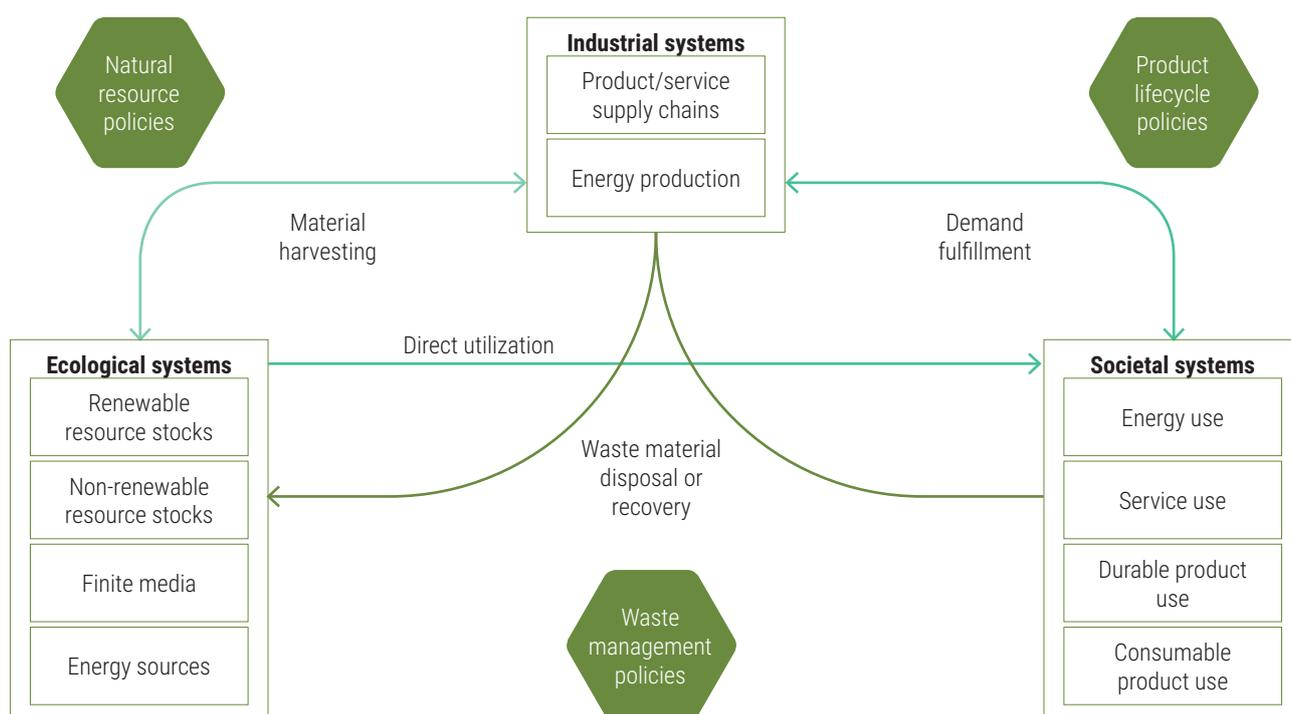 Natural
resource
policies
Industrial systems
Product/service
supply chains
Energy production
Product
lifecycle
policies
Material
harvesting
Demand
fulfillment
Direct utilization
Ecological systems
Renewable
resource stocks
Non-renewable
resource stocks
Finite media
Energy sources
Waste material
disposal or
recovery
Waste
management
policies
Societal systems
Energy use
Service use
Durable product
use
Consumable
product use